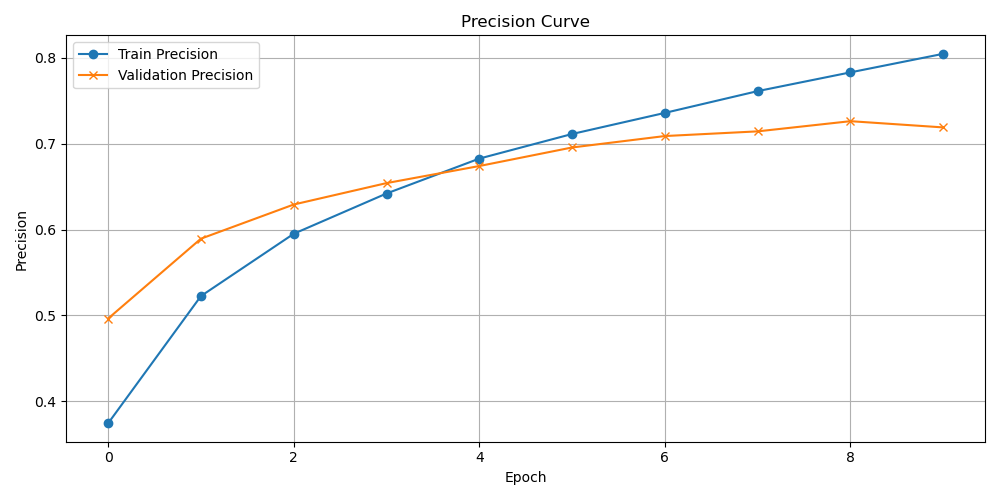 Precision Curve
Train Precision
Validation Precision
0.8
0.7
0.6
0.5
0.4
Precision
0 2 4 6 8
Epoch